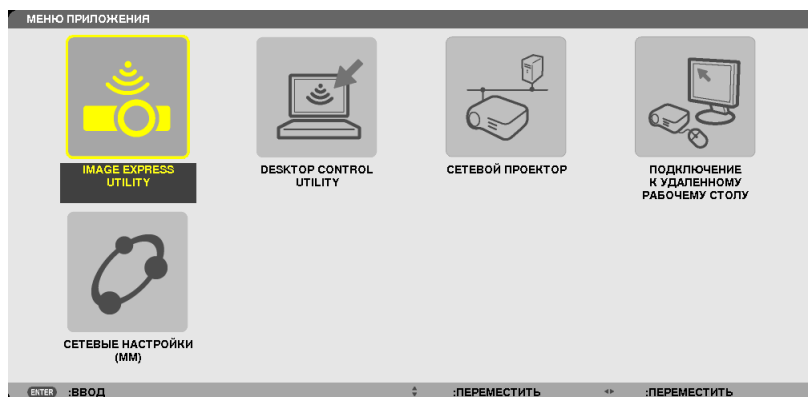 МЕНЮ ПРИЛОЖЕНИЯ
IMAGE EXPRESS
UTILITY
DESKTOP CONTROL
UTILITY
СЕТЕВОЙ ПРОЕКТОР
ПОДКЛЮЧЕНИЕ
К УДАЛЕННОМУ
РАБОЧЕМУ СТОЛУ
СЕТЕВЫЕ НАСТРОЙКИ
(MM)
ENTER :ВВОД :ПЕРЕМЕСТИТЬ :ПЕРЕМЕСТИТЬ